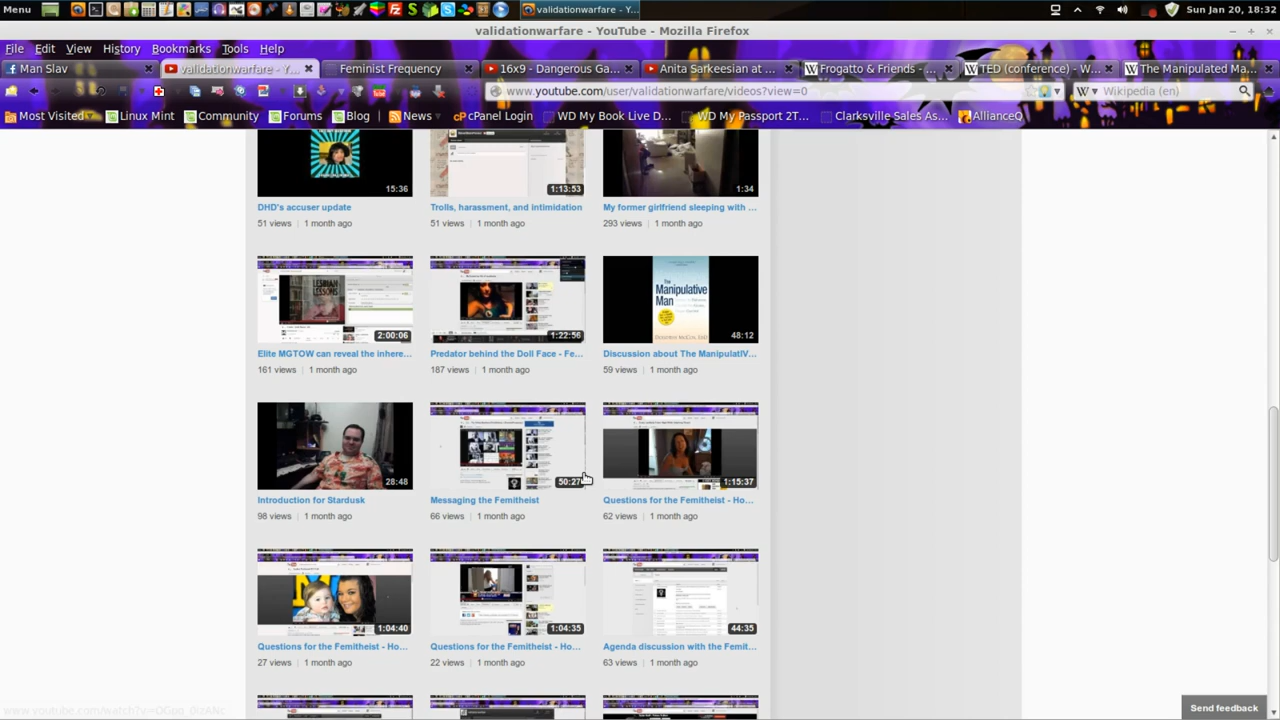 Menu validationwarfare - Y... Sun Jan 20, 18:32
validationwarfare - YouTube - Mozilla Firefox
File Edit View History Bookmarks Tools Help
Man Slav validationwarfare - Y... Feminist Frequency 16x9 - Dangerous Ga... Anita Sarkeesian at ... Frogatto & Friends - ... TED (conference) - W... The Manipulated Ma...
www.youtube.com/user/validationwarfare/videos?view=0 Wikipedia (en)
Most Visited Linux Mint Community Forums Blog News cPanel Login WD My Book Live D... WD My Passport 2T... Clarksville Sales As... AllianceQ
15:36 1:13:53 1:34
DHD's accuser update Trolls, harassment, and intimidation My former girlfriend sleeping with ...
51 views 1 month ago 51 views 1 month ago 293 views 1 month ago
LESBIAN
LESSONS
The
Manipulative
Man
2:00:06 1:22:56 48:12
Elite MGTOW can reveal the inhere... Predator behind the Doll Face - Fe... Discussion about The ManipulatIV...
161 views 1 month ago 187 views 1 month ago 59 views 1 month ago
28:48 50:27 1:15:37
Introduction for Stardusk Messaging the Femitheist Questions for the Femitheist - Ho...
98 views 1 month ago 66 views 1 month ago 62 views 1 month ago
1:04:40 1:04:35 44:35
Questions for the Femitheist - Ho... Questions for the Femitheist - Ho... Agenda discussion with the Femit...
27 views 1 month ago 22 views 1 month ago 63 views 1 month ago
Send feedback